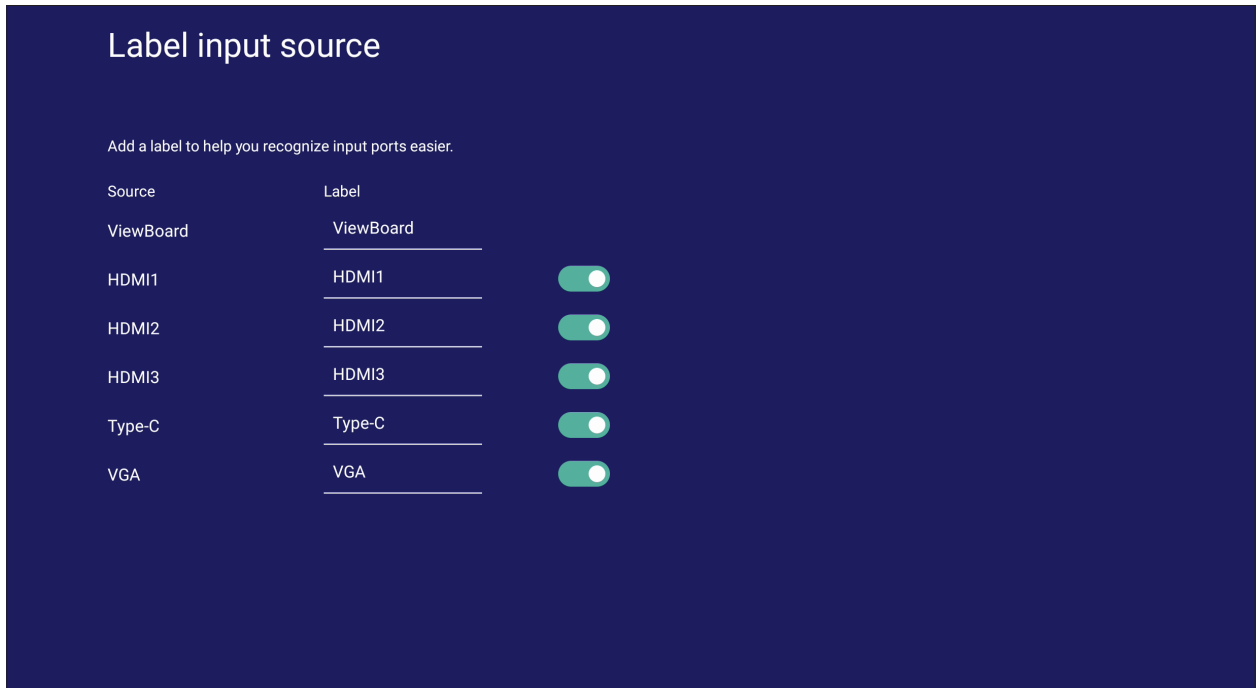 Label input source
Add a label to help you recognize input ports easier.
Source Label
ViewBoard ViewBoard
HDMI1 HDMI1
HDMI2 HDMI2
HDMI3 HDMI3
Type-C Type-C
VGA VGA